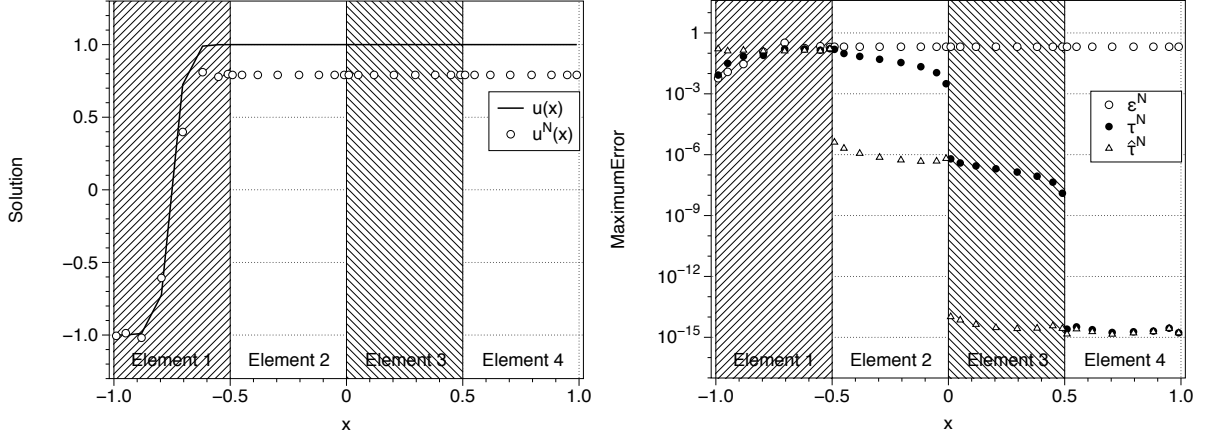 Solution
1.0
0.5
0
−0.5
−1.0
u(x)
u^N(x)
Element 1
Element 2
Element 3
Element 4
-1.0
−0.5
0
0.5
1.0
x
MaximumError
1
10^−3
10^−6
10^−9
10^−12
10^−15
ε^N
τ^N
τ̂^N
Element 1
Element 2
Element 3
Element 4
-1.0
−0.5
0
0.5
1.0
x